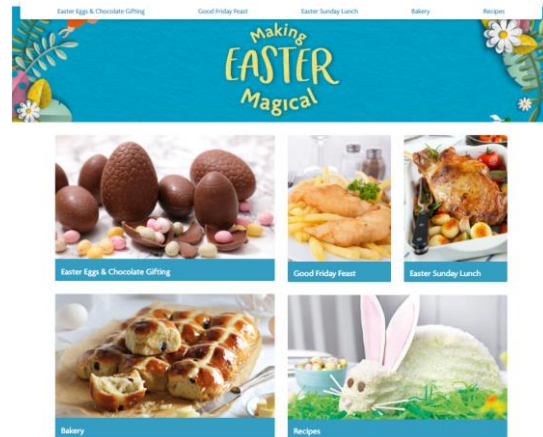 Easter Eggs & Chocolate Gifting
Good Friday Feast
Easter Sunday Lunch
Bakery
Recipes
Making
EASTER
Magical
Easter Eggs & Chocolate Gifting
Good Friday Feast
Easter Sunday Lunch
Bakery
Recipes